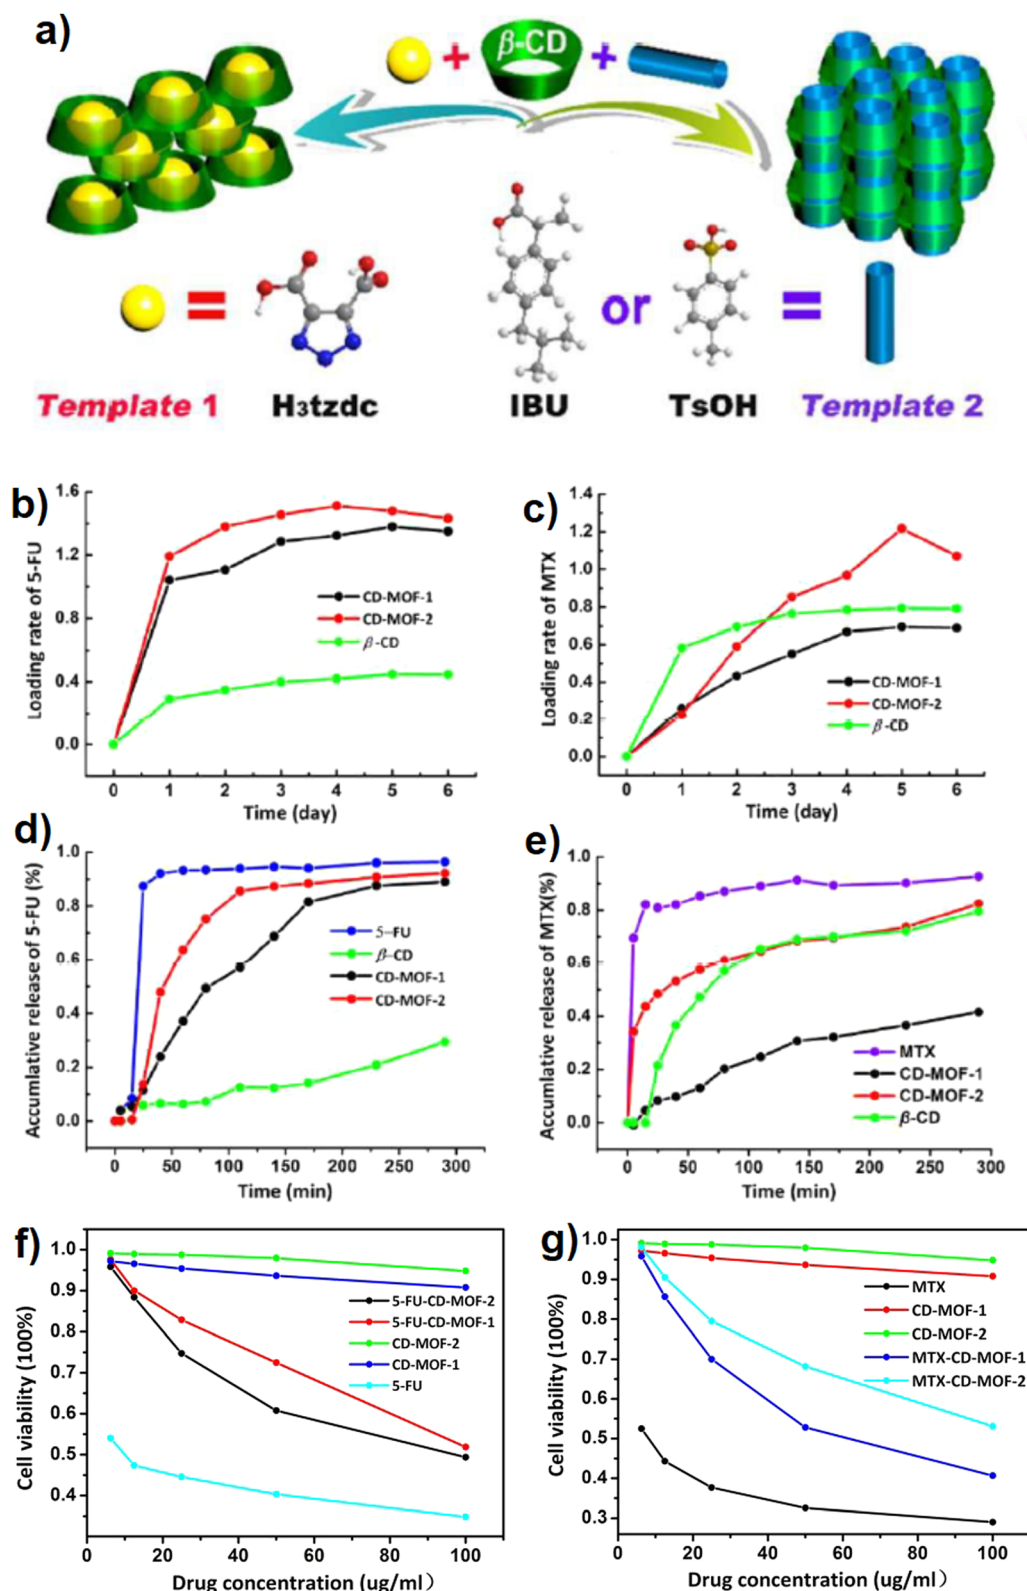 a)
β-CD
+
+
=
or
=
Template 1
H₃tzdc
IBU
TsOH
Template 2
b)
Loading rate of 5-FU
1.6
1.2
0.8
0.4
0.0
CD-MOF-1
CD-MOF-2
β-CD
0 1 2 3 4 5 6
Time (day)
c)
Loading rate of MTX
1.4
1.2
1.0
0.8
0.6
0.4
0.2
0.0
CD-MOF-1
CD-MOF-2
β-CD
0 1 2 3 4 5 6
Time (day)
d)
Accumlative release of 5-FU (%)
1.0
0.8
0.6
0.4
0.2
0.0
5-FU
β-CD
CD-MOF-1
CD-MOF-2
0 50 100 150 200 250 300
Time (min)
e)
Accumulative release of MTX(%)
1.0
0.8
0.6
0.4
0.2
0.0
MTX
CD-MOF-1
CD-MOF-2
β-CD
0 50 100 150 200 250 300
Time (min)
f)
Cell viability (100%)
1.0
0.9
0.8
0.7
0.6
0.5
0.4
5-FU-CD-MOF-2
5-FU-CD-MOF-1
CD-MOF-2
CD-MOF-1
5-FU
0 20 40 60 80 100
Drug concentration (ug/ml)
g)
Cell viability (100%)
1.0
0.9
0.8
0.7
0.6
0.5
0.4
0.3
MTX
CD-MOF-1
CD-MOF-2
MTX-CD-MOF-1
MTX-CD-MOF-2
0 20 40 60 80 100
Drug concentration (ug/ml)